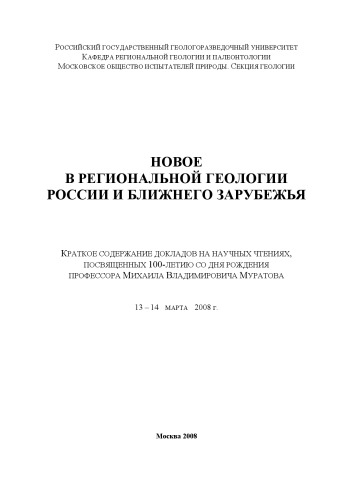 РОССИЙСКИЙ ГОСУДАРСТВЕННЫЙ ГЕОЛОГОРАЗВЕДОЧНЫЙ УНИВЕРСИТЕТ
КАФЕДРА РЕГИОНАЛЬНОЙ ГЕОЛОГИИ И ПАЛЕОНТОЛОГИИ
МОСКОВСКОЕ ОБЩЕСТВО ИСПЫТАТЕЛЕЙ ПРИРОДЫ. СЕКЦИЯ ГЕОЛОГИИ
НОВОЕ
В РЕГИОНАЛЬНОЙ ГЕОЛОГИИ
РОССИИ И БЛИЖНЕГО ЗАРУБЕЖЬЯ
КРАТКОЕ СОДЕРЖАНИЕ ДОКЛАДОВ НА НАУЧНЫХ ЧТЕНИЯХ,
ПОСВЯЩЕННЫХ 100-ЛЕТИЮ СО ДНЯ РОЖДЕНИЯ
ПРОФЕССОРА МИХАИЛА ВЛАДИМИРОВИЧА МУРАТОВА
13 – 14 МАРТА 2008 Г.
Москва 2008